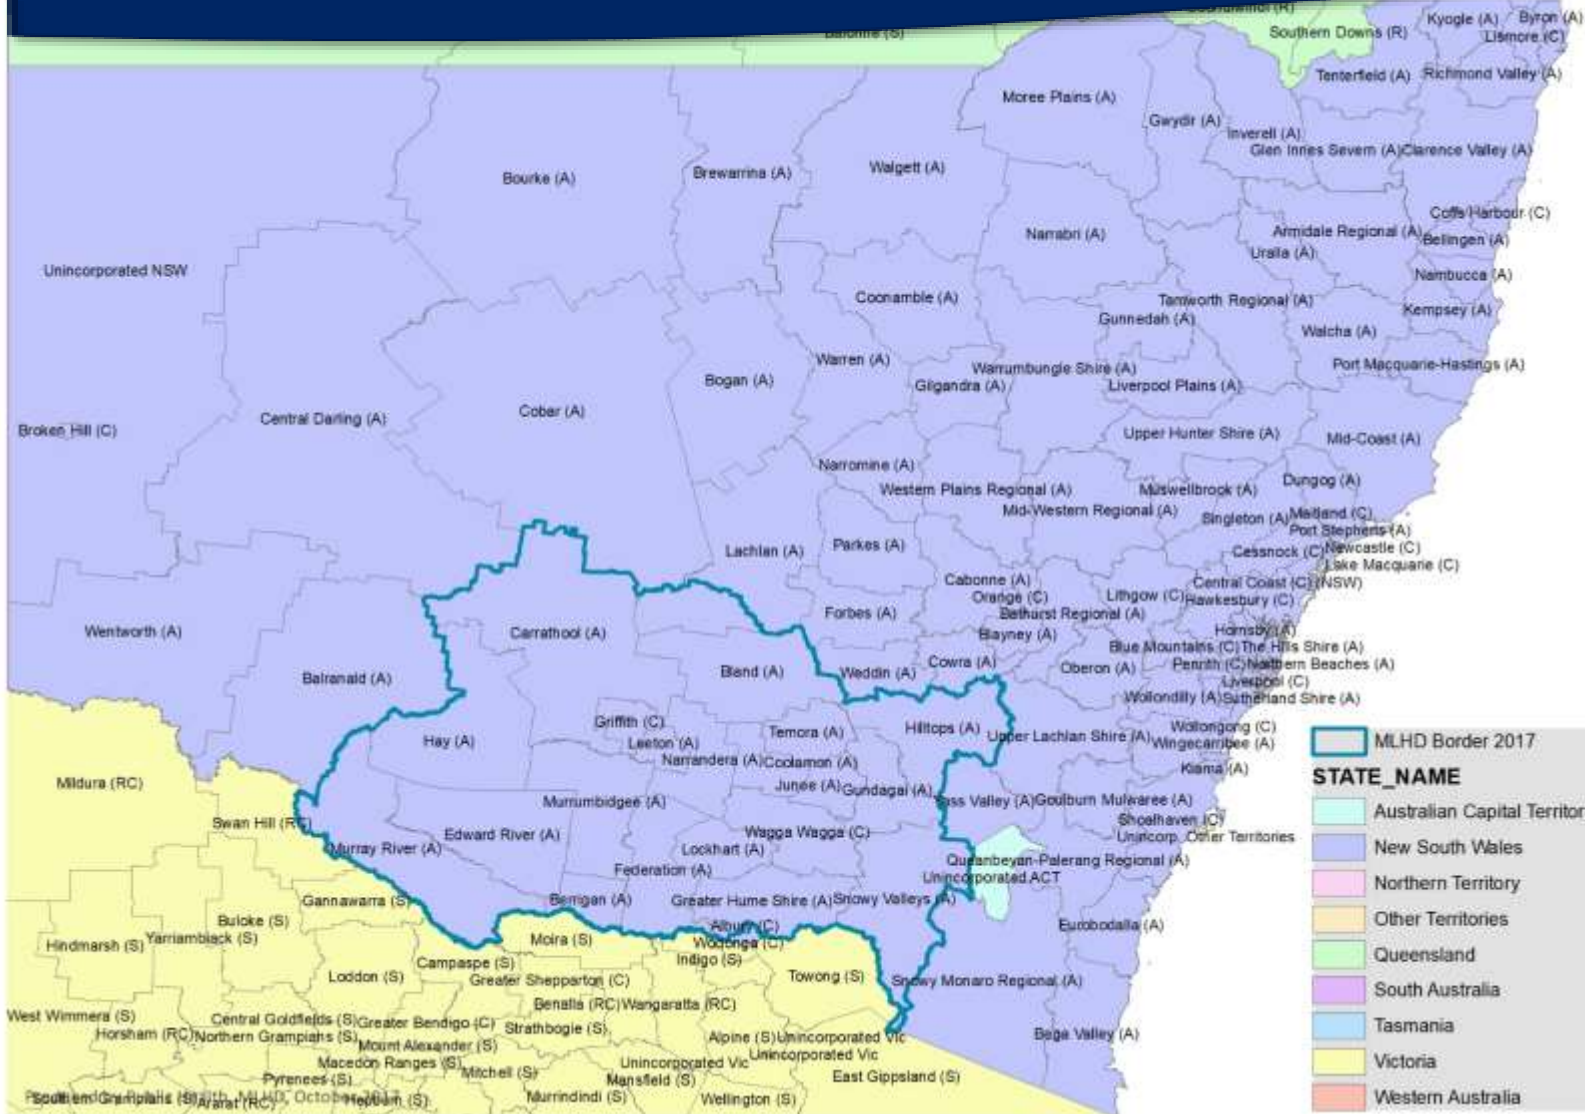 Southern Downs (R)
Kyogle (A)
Byron (A)
Lismore (C)
Tenterfield (A)
Richmond Valley (A)
Moree Plains (A)
Gwydir (A)
Inverell (A)
Glen Innes Severn (A)
Clarence Valley (A)
Bourke (A)
Brewarrina (A)
Walgett (A)
Narrabri (A)
Coffs Harbour (C)
Armidale Regional (A)
Bellingen (A)
Uralla (A)
Unincorporated NSW
Nambucca (A)
Coonamble (A)
Tamworth Regional (A)
Kempsey (A)
Gunnedah (A)
Walcha (A)
Warren (A)
Warrumbungle Shire (A)
Port Macquarie-Hastings (A)
Bogan (A)
Gilgandra (A)
Liverpool Plains (A)
Cobar (A)
Central Darling (A)
Broken Hill (C)
Upper Hunter Shire (A)
Mid-Coast (A)
Narromine (A)
Western Plains Regional (A)
Muswellbrook (A)
Dungog (A)
Mid-Western Regional (A)
Singleton (A)
Maitland (C)
Port Stephens (A)
Lachlan (A)
Parkes (A)
Cessnock (C)
Newcastle (C)
Lake Macquarie (C)
Cabonne (A)
Central Coast (C) (NSW)
Orange (C)
Lithgow (C)
Hawkesbury (C)
Forbes (A)
Bathurst Regional (A)
Wentworth (A)
Carrathool (A)
Blayney (A)
Hornsby (A)
Blue Mountains (C)
The Hills Shire (A)
Balranald (A)
Bland (A)
Weddin (A)
Cowra (A)
Oberon (A)
Penrith (C)
Northern Beaches (A)
Liverpool (C)
Wollondilly (A)
Sutherland Shire (A)
Griffith (C)
Hay (A)
Leeton (A)
Temora (A)
Hilltops (A)
Upper Lachlan Shire (A)
Wollongong (C)
Wingecarribee (A)
Narrandera (A)
Coolamon (A)
Kiama (A)
Mildura (RC)
Junee (A)
Gundagai (A)
Murrumbidgee (A)
Yass Valley (A)
Goulburn Mulwaree (A)
Swan Hill (RC)
Shoalhaven (C)
Edward River (A)
Wagga Wagga (C)
Unincorp. Other Territories
Murray River (A)
Lockhart (A)
Federation (A)
Queanbeyan-Palerang Regional (A)
Unincorporated ACT
Gannawarra (S)
Berrigan (A)
Greater Hume Shire (A)
Snowy Valleys (A)
Buloke (S)
Albury (C)
Eurobodalla (A)
Hindmarsh (S)
Yarriambiack (S)
Moira (S)
Wodonga (C)
Indigo (S)
Campaspe (S)
Loddon (S)
Greater Shepparton (C)
Towong (S)
Snowy Monaro Regional (A)
Benalla (RC)
Wangaratta (RC)
West Wimmera (S)
Horsham (RC)
Central Goldfields (S)
Greater Bendigo (C)
Strathbogie (S)
Northern Grampians (S)
Mount Alexander (S)
Alpine (S)
Unincorporated Vic
Bega Valley (A)
Macedon Ranges (S)
Mitchell (S)
Unincorporated Vic
Unincorporated Vic
Pyrenees (S)
Mansfield (S)
East Gippsland (S)
Southern Grampians (S)
Ararat (RC)
Hepburn (S)
Murrindindi (S)
Wellington (S)
MLHD Border 2017
STATE_NAME
Australian Capital Territor
New South Wales
Northern Territory
Other Territories
Queensland
South Australia
Tasmania
Victoria
Western Australia